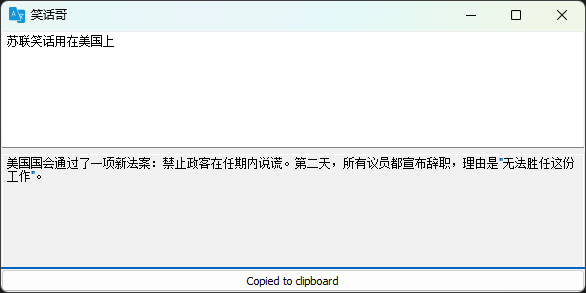 笑话哥
苏联笑话用在美国上
美国国会通过了一项新法案：禁止政客在任期内说谎。第二天，所有议员都宣布辞职，理由是"无法胜任这份
工作"。
Copied to clipboard